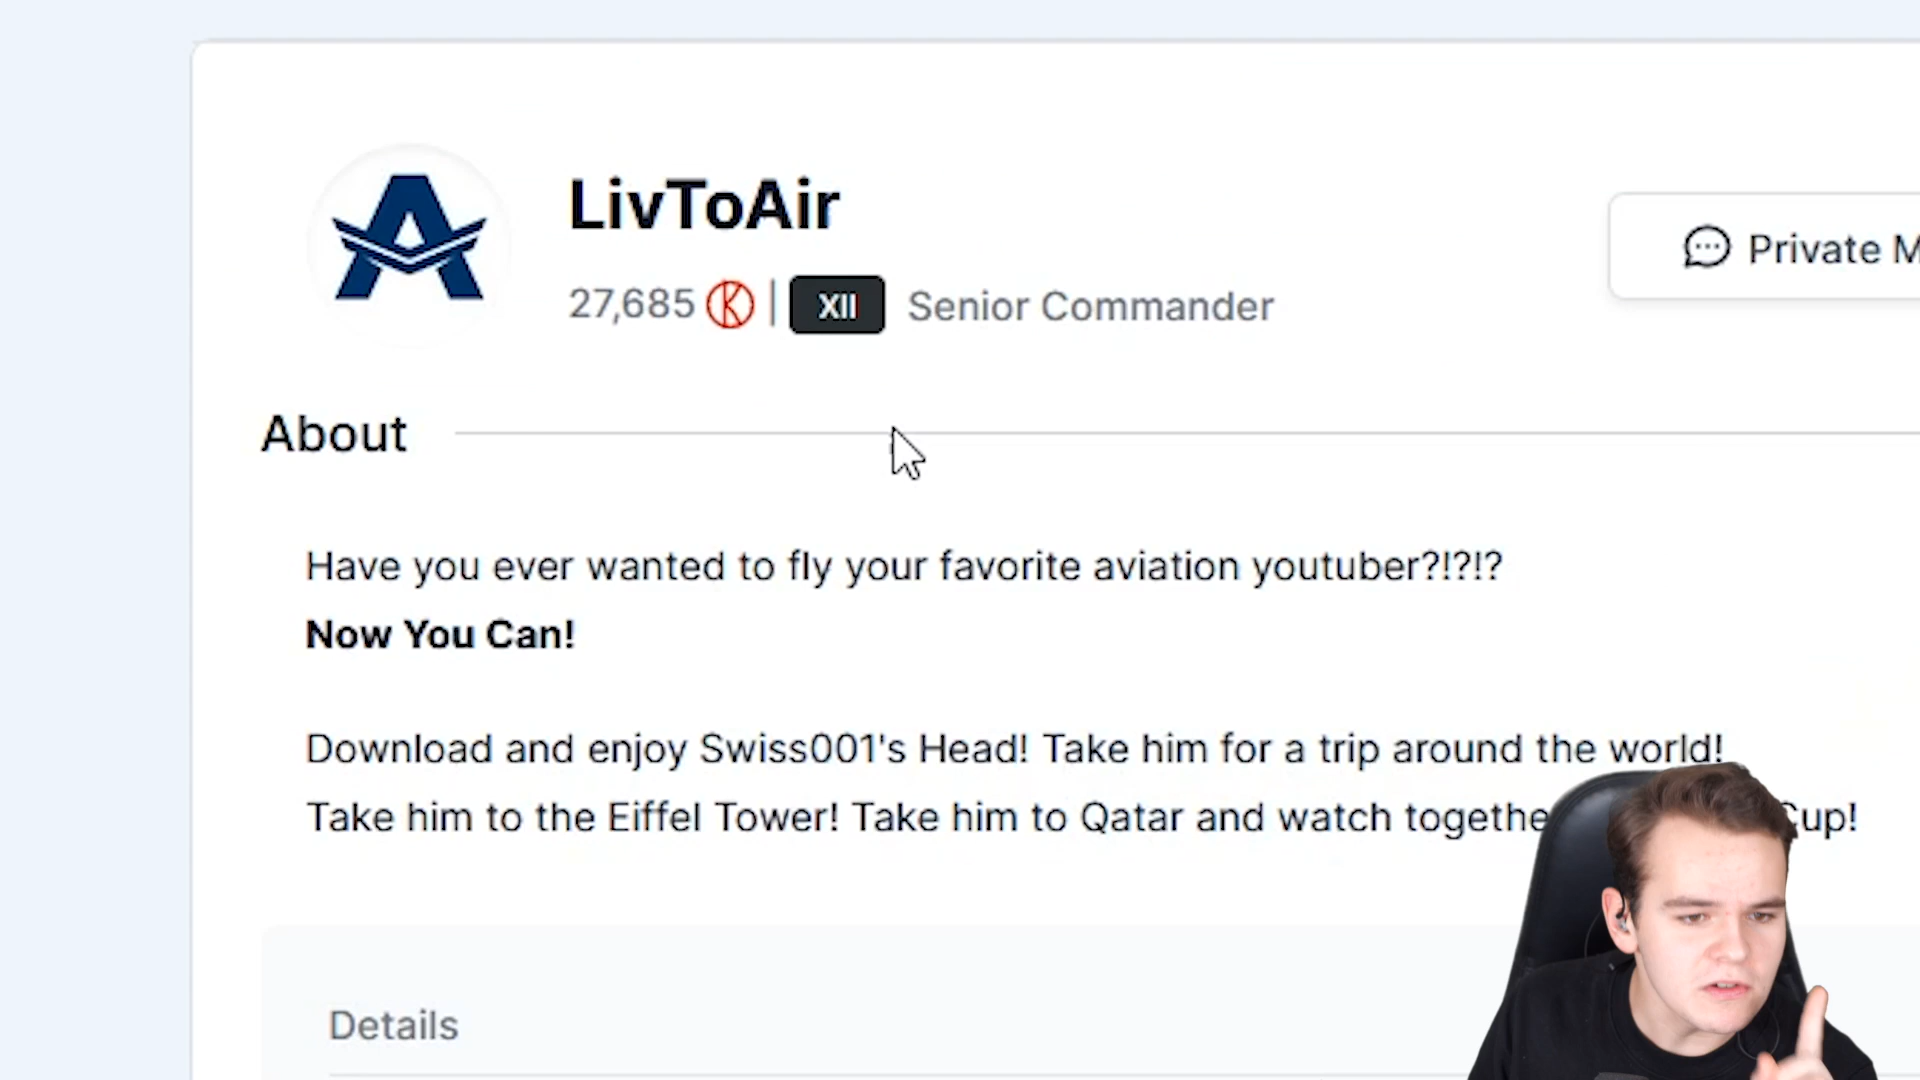 LivToAir
27,685 | XII Senior Commander
Private
About
Have you ever wanted to fly your favorite aviation youtuber?!?!?
Now You Can!
Download and enjoy Swiss001's Head! Take him for a trip around the world!
Take him to the Eiffel Tower! Take him to Qatar and watch Cup!
Details